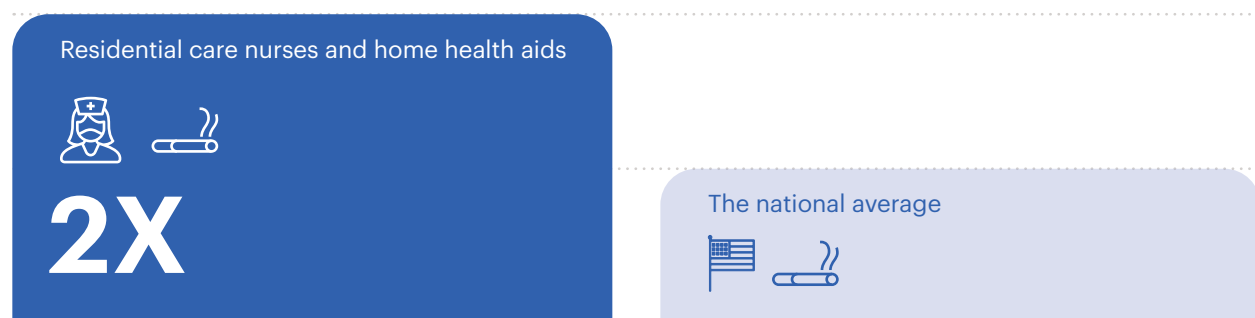 Residential care nurses and home health aids
2X
The national average